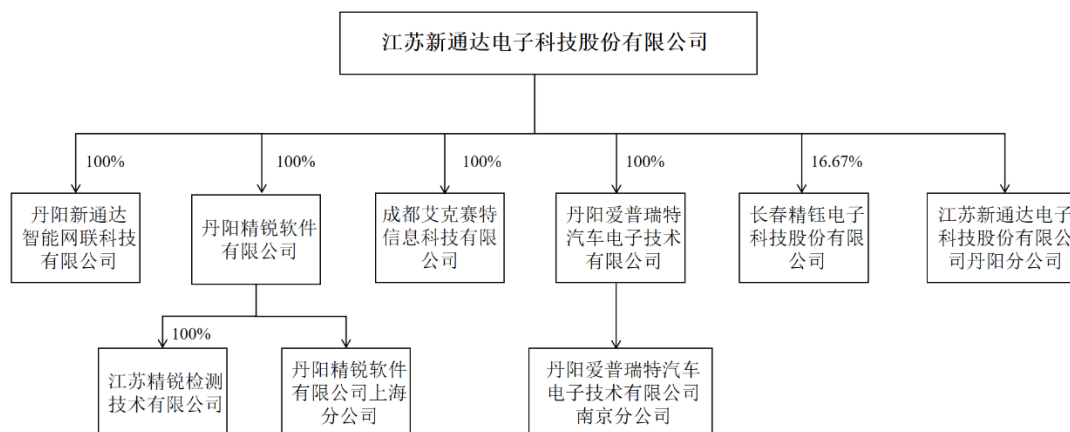 江苏新通达电子科技股份有限公司
100%
100%
100%
100%
16.67%
丹阳新通达
智能网联科技
有限公司
丹阳精锐软件
有限公司
成都艾克赛特
信息科技有限
公司
丹阳爱普瑞特
汽车电子技术
有限公司
长春精钰电子
科技股份有限
公司
江苏新通达电子
科技股份有限公
司丹阳分公司
100%
江苏精锐检测
技术有限公司
丹阳精锐软件
有限公司上海
分公司
丹阳爱普瑞特汽车
电子技术有限公司
南京分公司